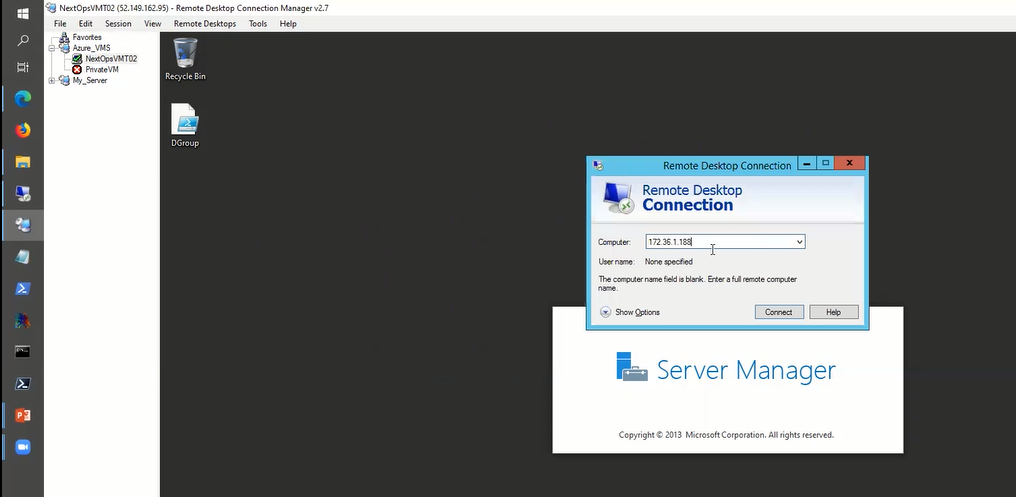 NextOpsVMT02 (52.149.162.95) - Remote Desktop Connection Manager v2.7
File Edit Session View Remote Desktops Tools Help
Favorites
Azure_VMS
NextOpsVMT02
PrivateVM
My_Server
Recycle Bin
DGroup
Remote Desktop Connection
Remote Desktop
Connection
Computer: 172.36.1.188
User name: None specified
The computer name field is blank. Enter a full remote computer
name.
Show Options Connect Help
Server Manager
Copyright © 2013 Microsoft Corporation. All rights reserved.